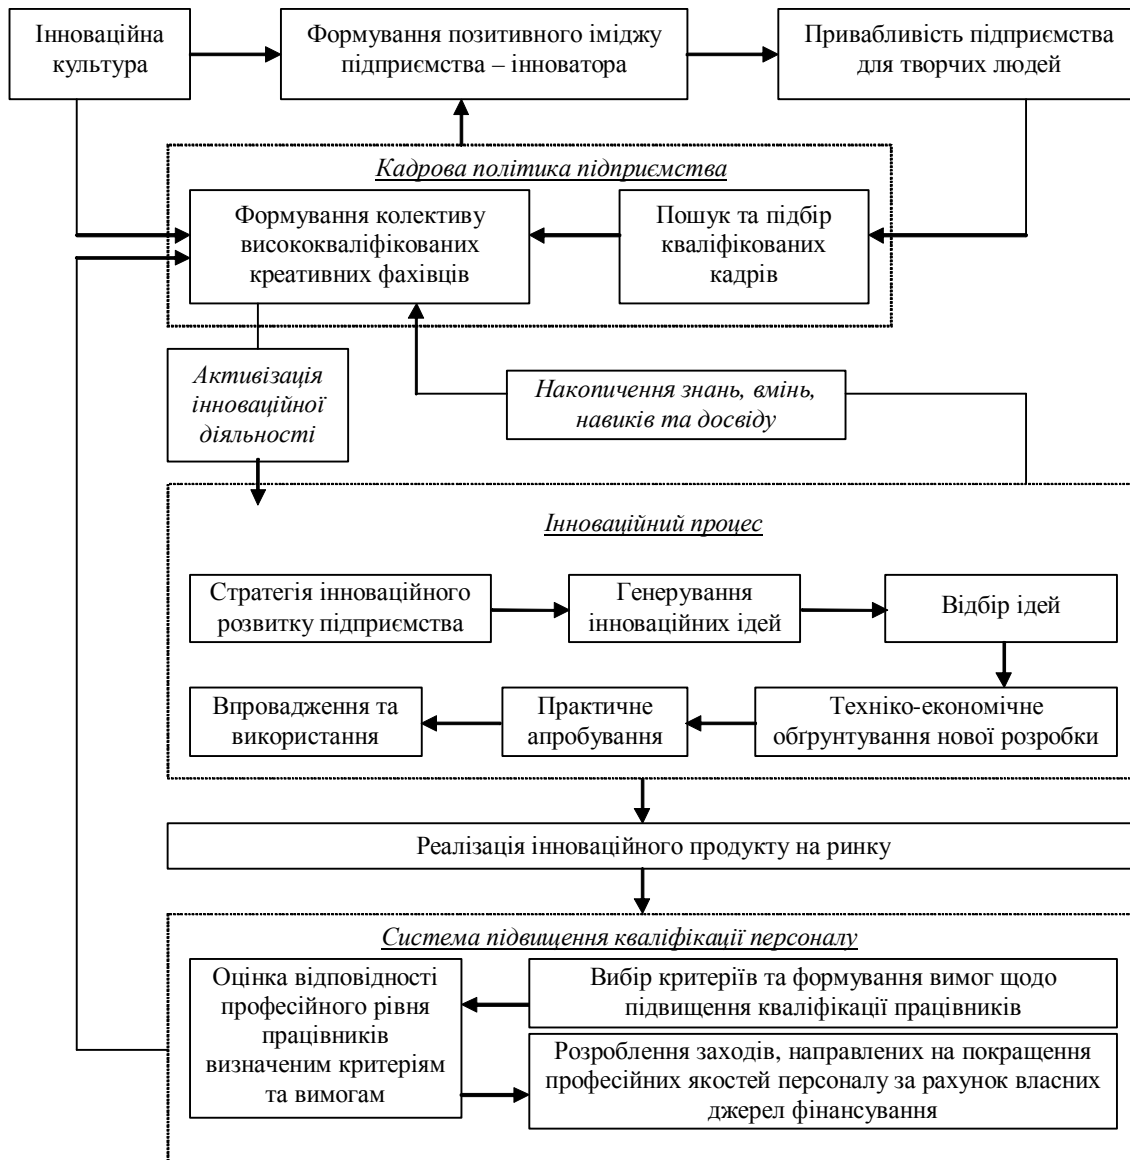 Інноваційна
культура
Формування позитивного іміджу
підприємства – інноватора
Привабливість підприємства
для творчих людей
Кадрова політика підприємства
Формування колективу
висококваліфікованих
креативних фахівців
Пошук та підбір
кваліфікованих
кадрів
Активізація
інноваційної
діяльності
Накопичення знань, вмінь,
навиків та досвіду
Інноваційний процес
Стратегія інноваційного
розвитку підприємства
Генерування
інноваційних ідей
Відбір ідей
Впровадження та
використання
Практичне
апробування
Техніко-економічне
обґрунтування нової розробки
Реалізація інноваційного продукту на ринку
Система підвищення кваліфікації персоналу
Оцінка відповідності
професійного рівня
працівників
визначеним критеріям
та вимогам
Вибір критеріїв та формування вимог щодо
підвищення кваліфікації працівників
Розроблення заходів, направлених на покращення
професійних якостей персоналу за рахунок власних
джерел фінансування